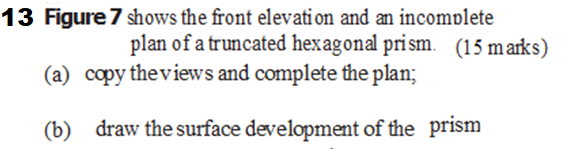 13 Figure 7 shows the front elevation and an incomplete
plan of a truncated hexagonal prism. (15 marks)
(a) copy the views and complete the plan;
(b) draw the surface development of the prism